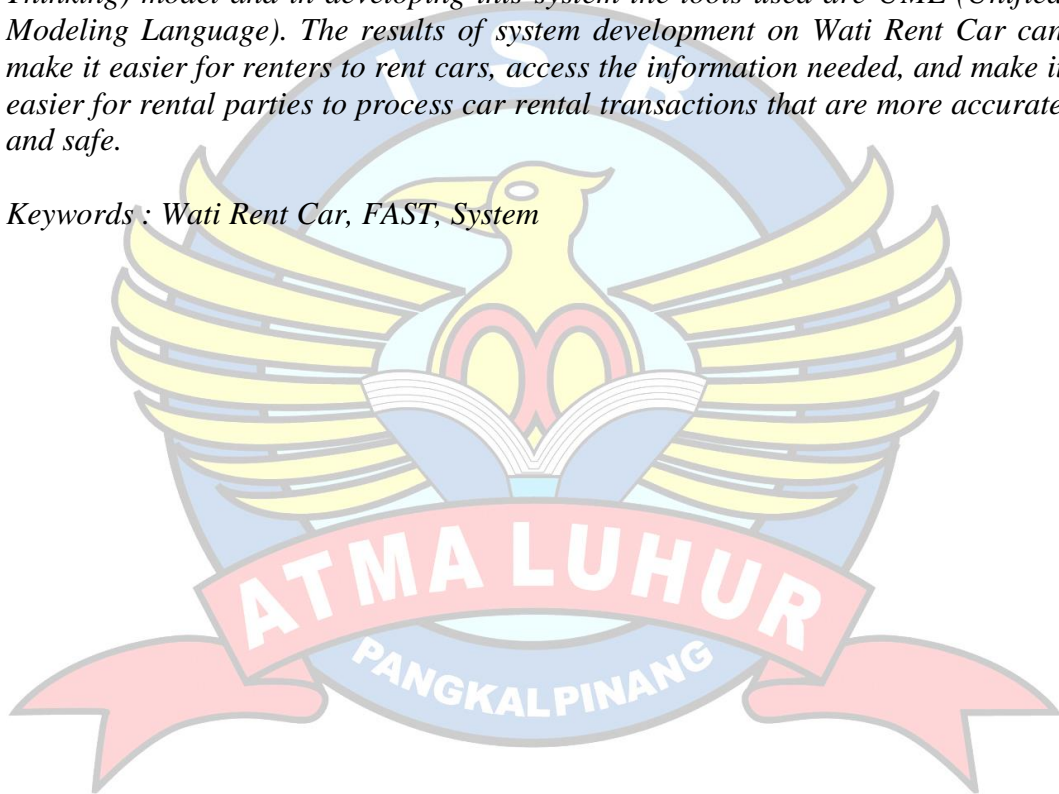 Thinking) model and in developing this system the tools used are UML (Unified
Modeling Language). The results of system development on Wati Rent Car can
make it easier for renters to rent cars, access the information needed, and make it
easier for rental parties to process car rental transactions that are more accurate
and safe.
Keywords : Wati Rent Car, FAST, System
I S B
ATMA LUHUR
PANGKALPINANG